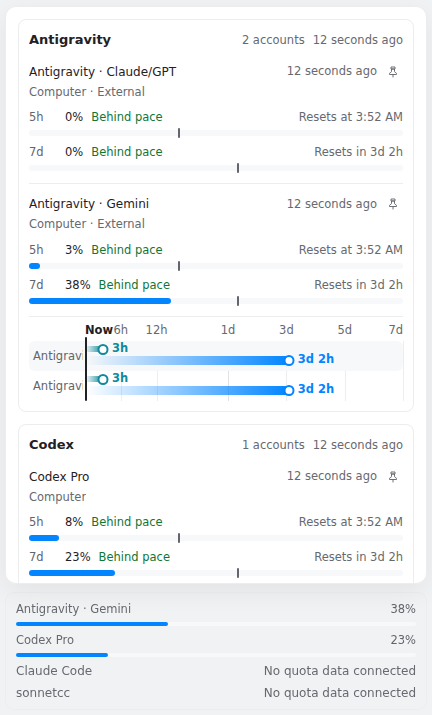 Antigravity 2 accounts 12 seconds ago
Antigravity · Claude/GPT 12 seconds ago
Computer · External
5h 0% Behind pace Resets at 3:52 AM
7d 0% Behind pace Resets in 3d 2h
Antigravity · Gemini 12 seconds ago
Computer · External
5h 3% Behind pace Resets at 3:52 AM
7d 38% Behind pace Resets in 3d 2h
Now 6h 12h 1d 3d 5d 7d
Antigrav 3h
3d 2h
Antigrav 3h
3d 2h
Codex 1 accounts 12 seconds ago
Codex Pro 12 seconds ago
Computer
5h 8% Behind pace Resets at 3:52 AM
7d 23% Behind pace Resets in 3d 2h
Antigravity · Gemini 38%
Codex Pro 23%
Claude Code No quota data connected
sonnetcc No quota data connected